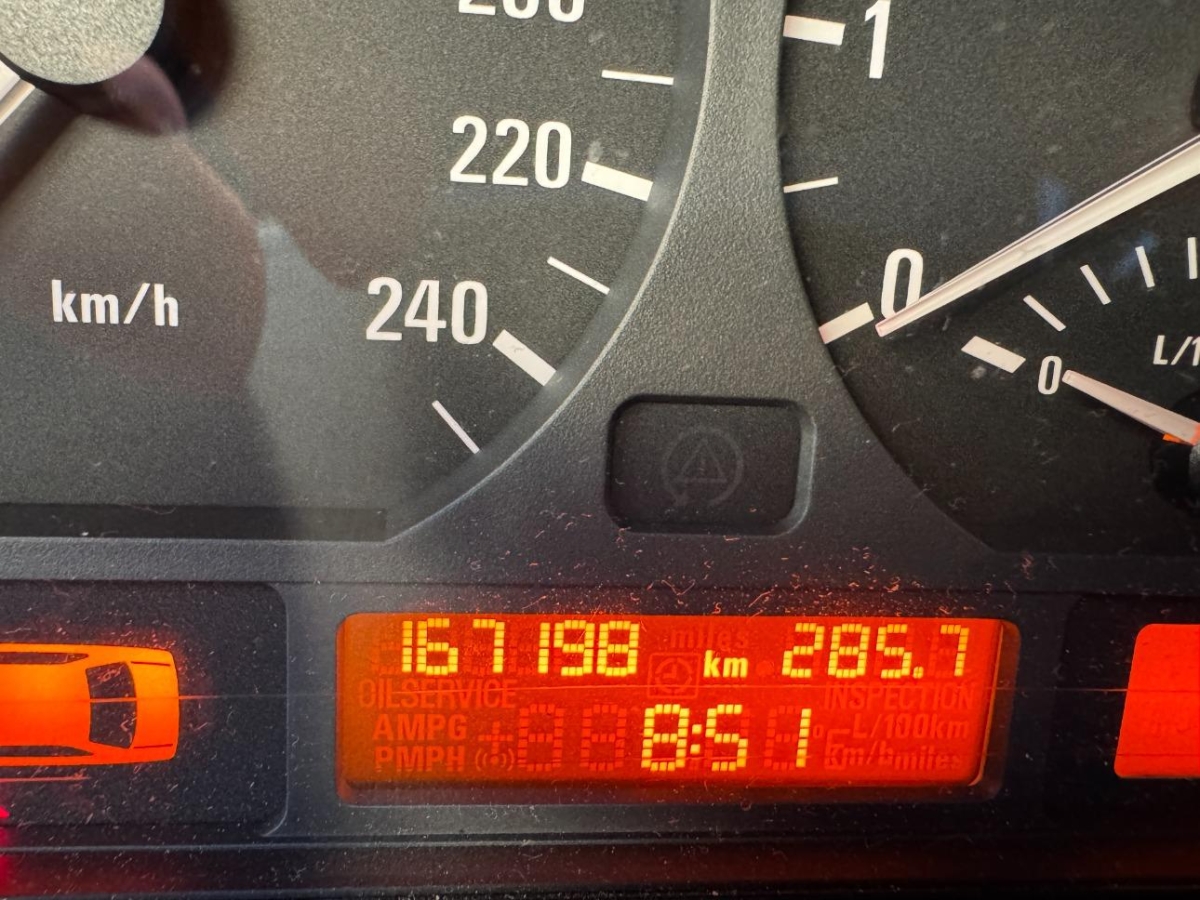 200
220
240
km/h
1
0
0
L/1
167198 km 285.7
miles
OILSERVICE INSPECTION
AMPG 8:51 L/100km
PMPH km/hmiles